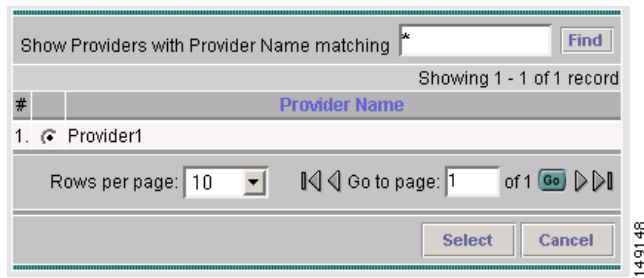 Show Providers with Provider Name matching * Find
Showing 1 - 1 of 1 record
# Provider Name
1. Provider1
Rows per page: 10 Go to page: 1 of 1 Go
Select Cancel
149148